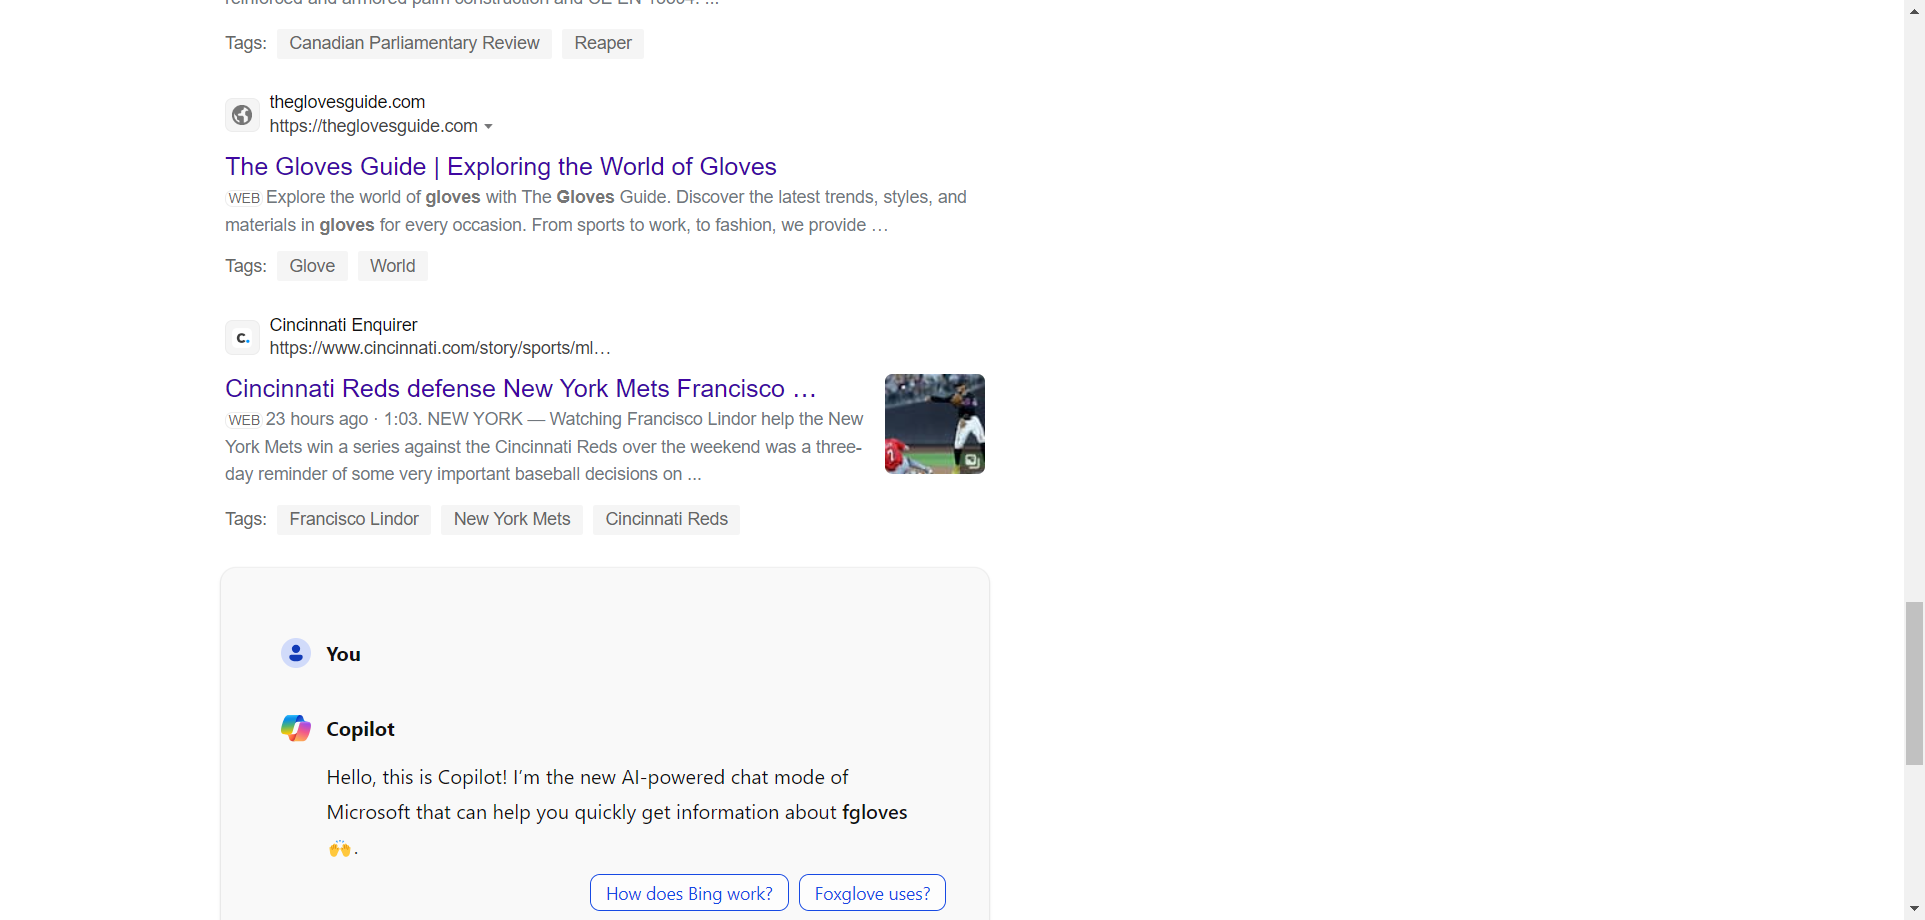 Tags: Canadian Parliamentary Review Reaper
theglovesguide.com
https://theglovesguide.com
The Gloves Guide | Exploring the World of Gloves
WEB Explore the world of gloves with The Gloves Guide. Discover the latest trends, styles, and
materials in gloves for every occasion. From sports to work, to fashion, we provide …
Tags: Glove World
Cincinnati Enquirer
c. https://www.cincinnati.com/story/sports/ml…
Cincinnati Reds defense New York Mets Francisco …
WEB 23 hours ago · 1:03. NEW YORK — Watching Francisco Lindor help the New
York Mets win a series against the Cincinnati Reds over the weekend was a three-
day reminder of some very important baseball decisions on ...
Tags: Francisco Lindor New York Mets Cincinnati Reds
You
Copilot
Hello, this is Copilot! I'm the new AI-powered chat mode of
Microsoft that can help you quickly get information about fgloves
🙌.
How does Bing work? Foxglove uses?